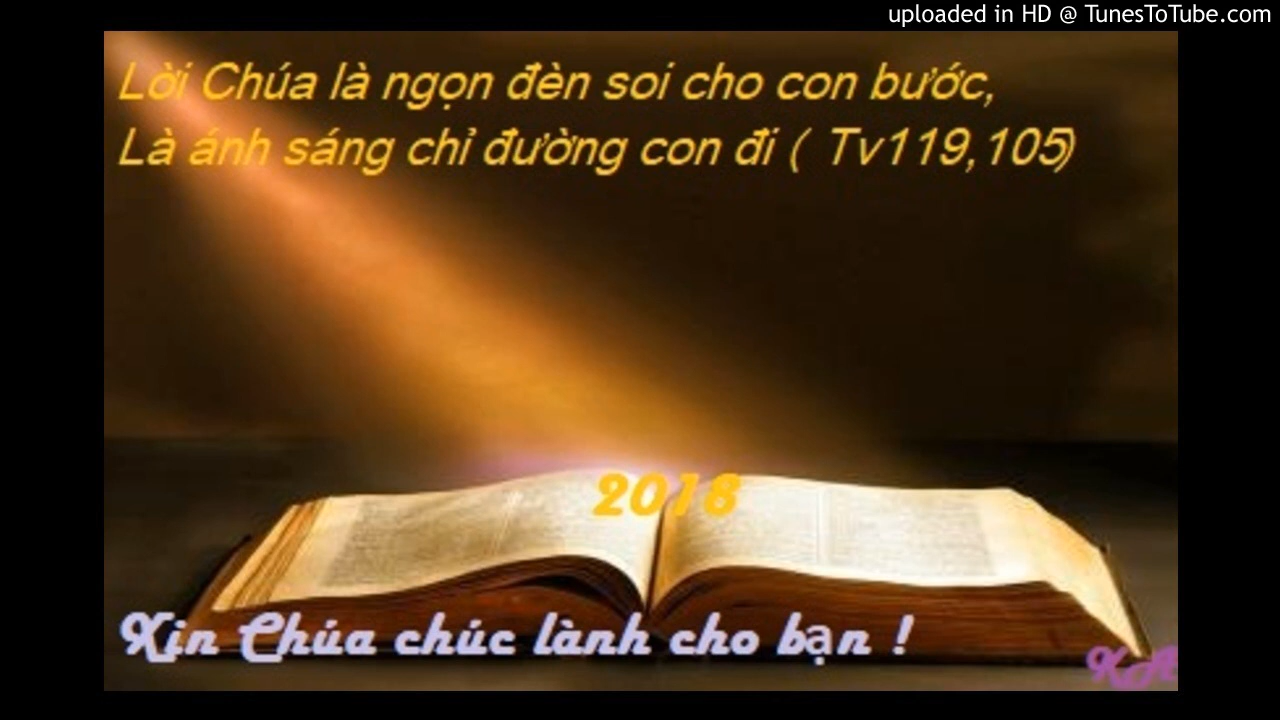 uploaded in HD @ TunesToTube.com
Lời Chúa là ngọn đèn soi cho con bước,
Là ánh sáng chỉ đường con đi ( Tv119,105)
2018
Xin Chúa chúc lành cho bạn !
KA